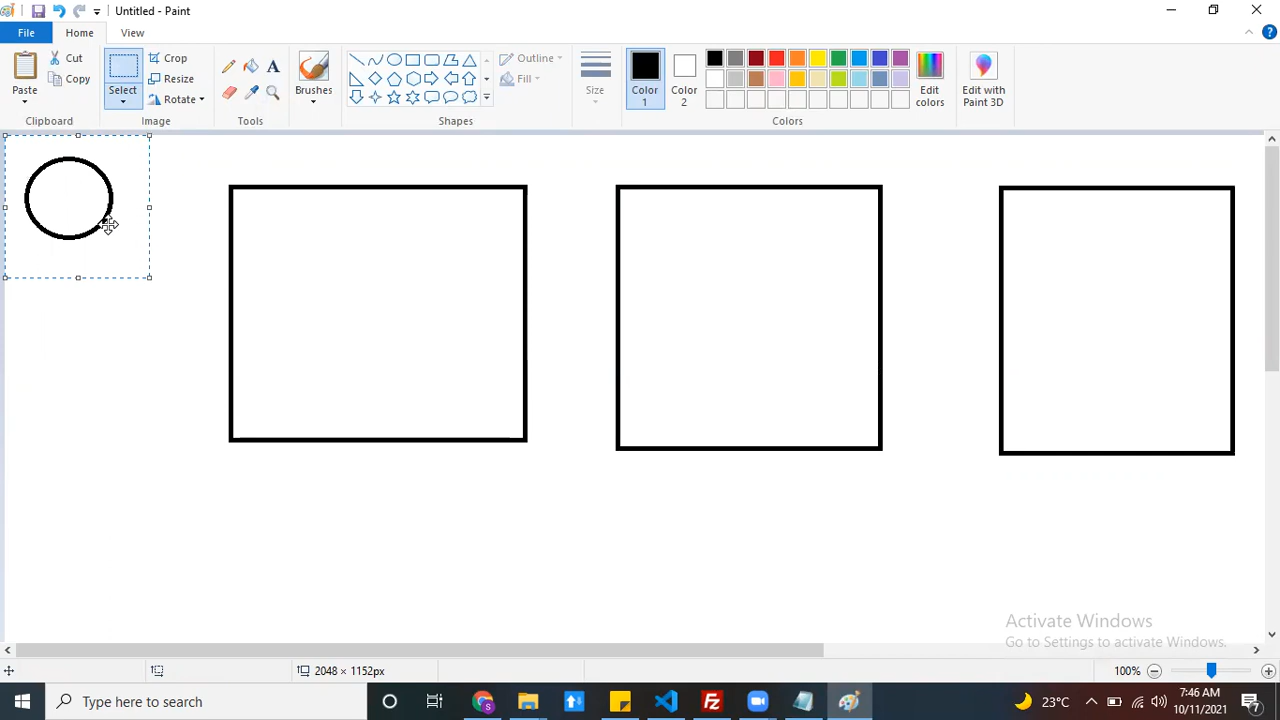 Untitled - Paint
File
Home
View
Paste
Cut
Copy
Clipboard
Select
Crop
Resize
Rotate
Image
Tools
Brushes
Outline
Fill
Shapes
Size
Color
1
Color
2
Edit
colors
Edit with
Paint 3D
Colors
Activate Windows
Go to Settings to activate Windows.
2048 × 1152px
100%
Type here to search
23°C
7:46 AM
10/11/2021
7